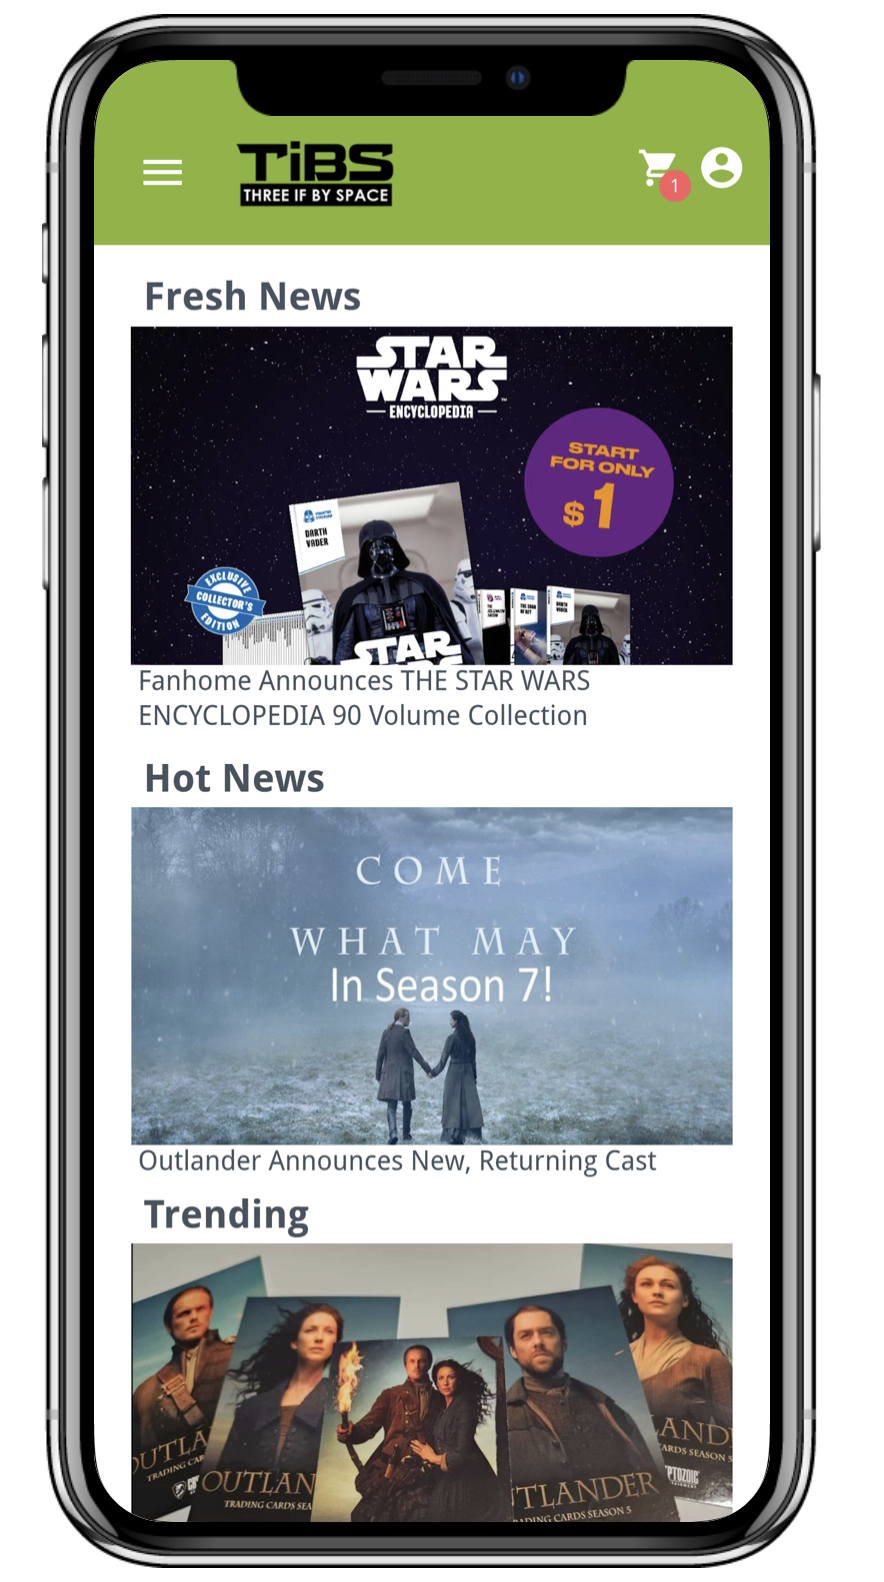 TiBS
THREE IF BY SPACE
1
Fresh News
STAR
WARS
ENCYCLOPEDIA
START
FOR ONLY
$1
DARTH
VADER
EXCLUSIVE
COLLECTOR'S
EDITION
DARTH
VADER
STAR
Fanhome Announces THE STAR WARS
ENCYCLOPEDIA 90 Volume Collection
Hot News
COME
WHAT MAY
In Season 7!
Outlander Announces New, Returning Cast
Trending
OUTLA
TRADING CAR
OUTLAN
TRADING CARDS SEA
TLANDER
ADING CARDS SEASON 5
LAND
ARDS SEASON 5
PTOZOIC